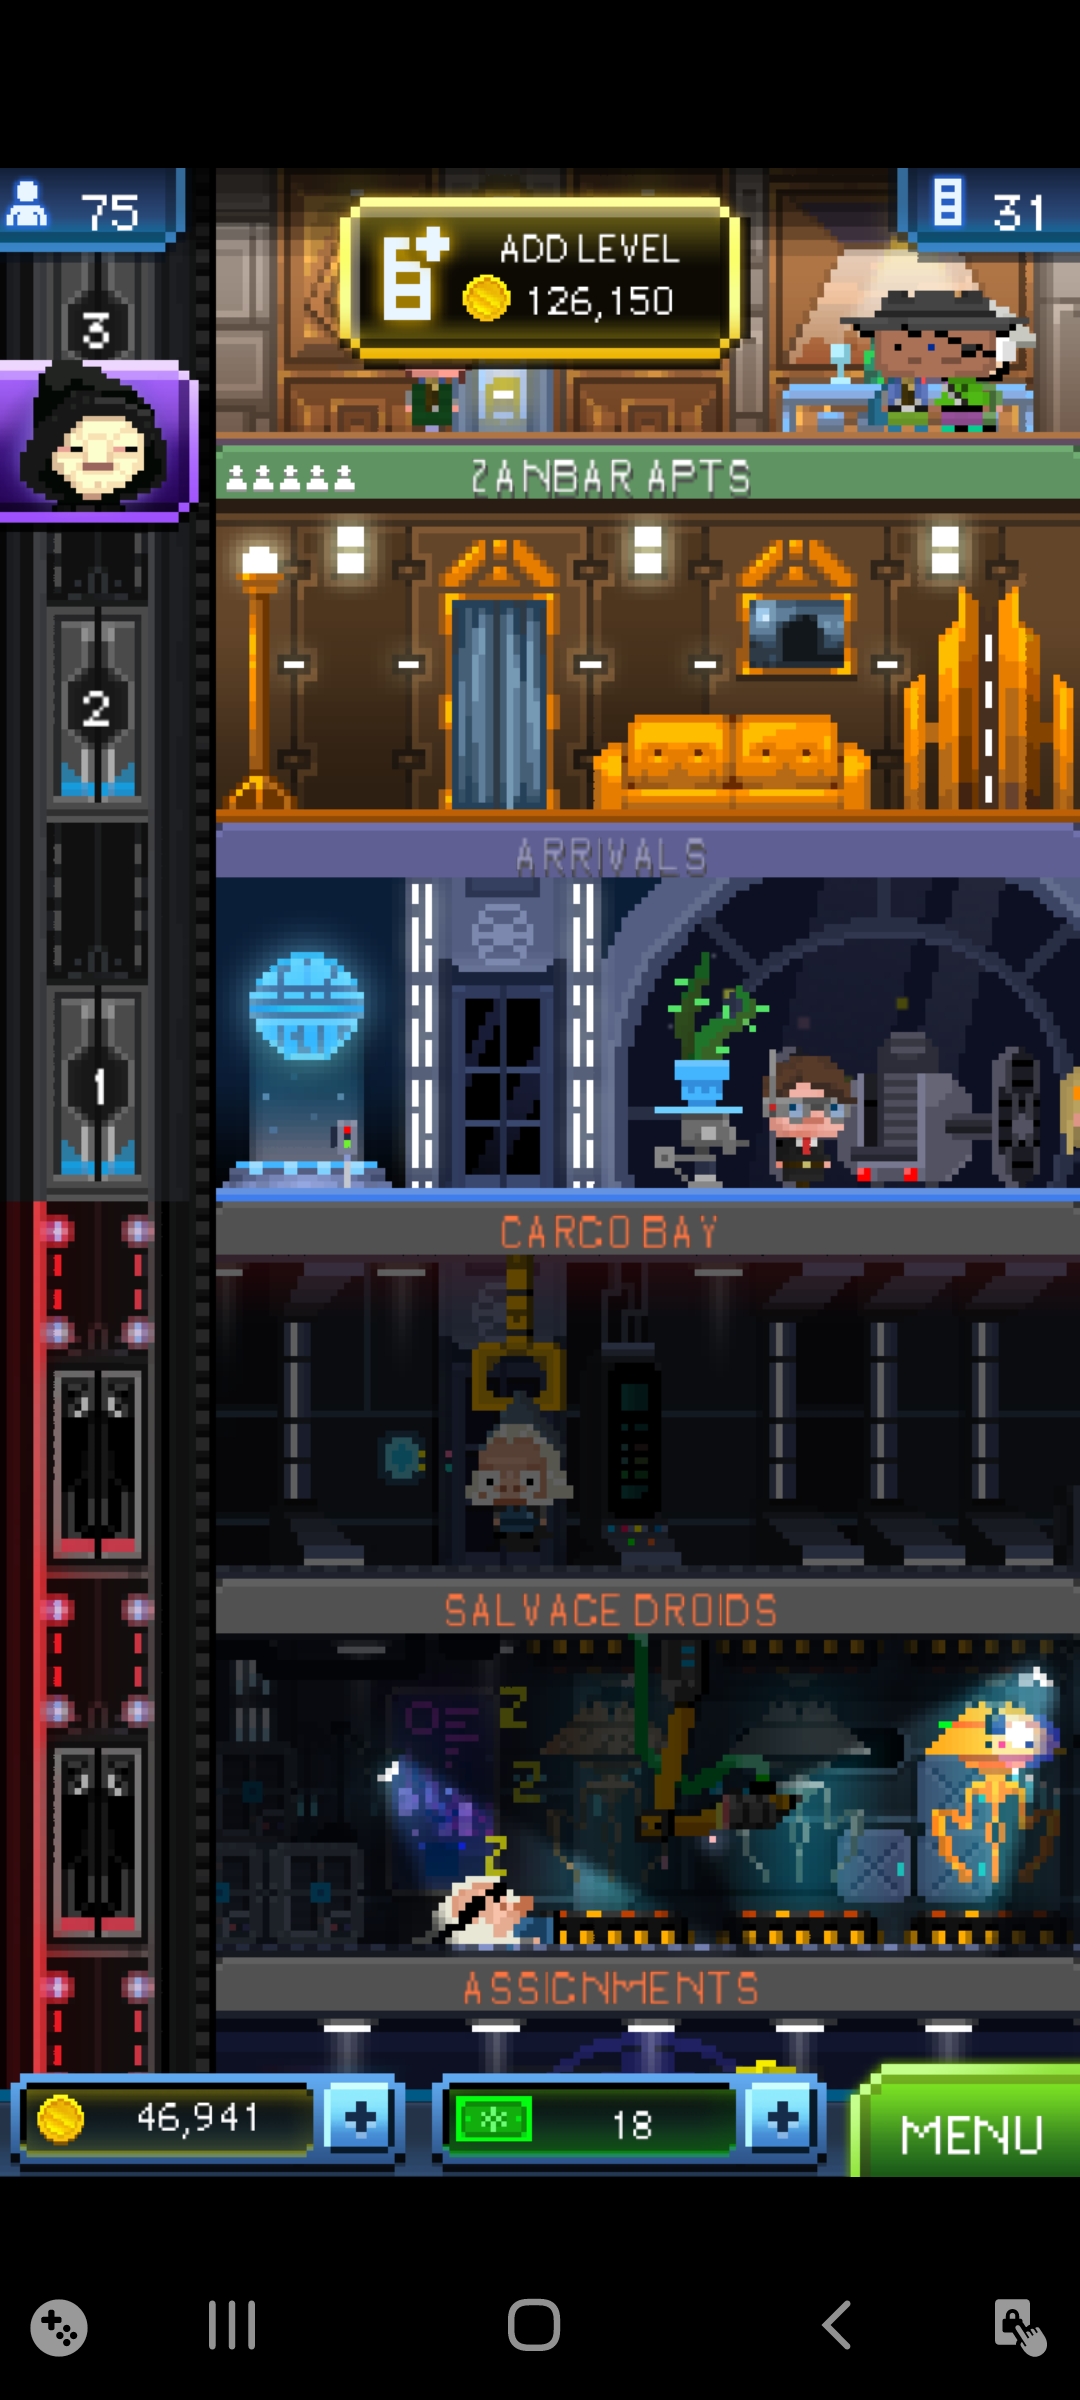 75
31
ADD LEVEL
126,150
3
ZANBAR APTS
2
ARRIVALS
1
CARGO BAY
SALVAGE DROIDS
Z
Z
Z
ASSIGNMENTS
46,941
18
MENU